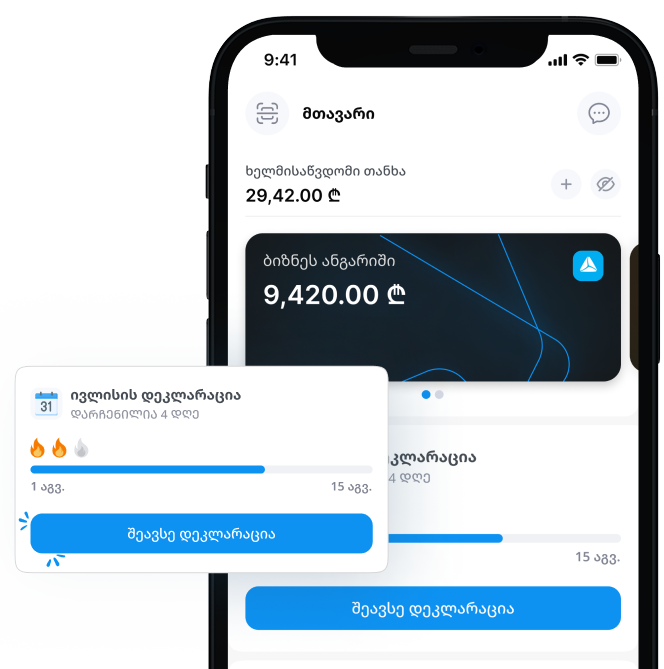 9:41
მთავარი
ხელმისაწვდომი თანხა
29,42.00 ₾
ბიზნეს ანგარიში
9,420.00 ₾
31
ივლისის დეკლარაცია
ᲓᲐᲠᲩᲔᲜᲘᲚᲘᲐ 4 ᲓᲦᲔ
1 აგვ.
15 აგვ.
შეავსე დეკლარაცია
კლარაცია
4 ᲓᲦᲔ
15 აგვ.
შეავსე დეკლარაცია